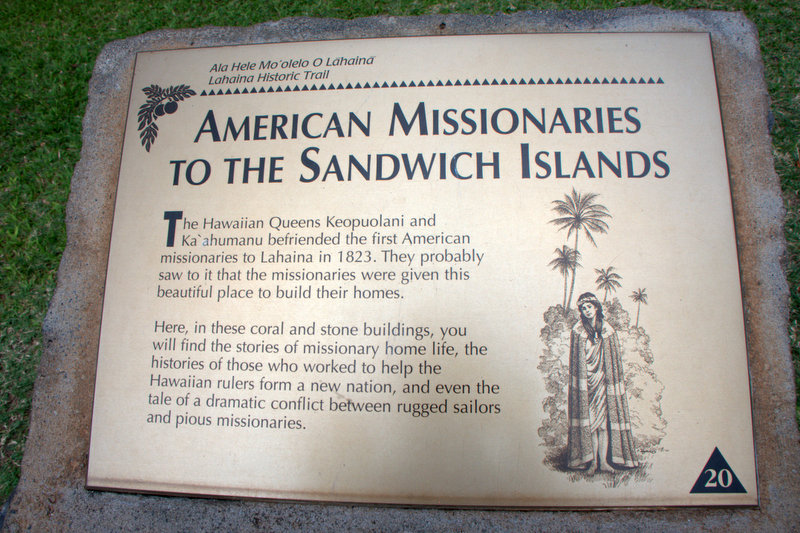 Ala Hele Mo`olelo O Lāhainā
Lahaina Historic Trail
AMERICAN MISSIONARIES
TO THE SANDWICH ISLANDS
The Hawaiian Queens Keopuolani and
Ka`ahumanu befriended the first American
missionaries to Lahaina in 1823. They probably
saw to it that the missionaries were given this
beautiful place to build their homes.
Here, in these coral and stone buildings, you
will find the stories of missionary home life, the
histories of those who worked to help the
Hawaiian rulers form a new nation, and even the
tale of a dramatic conflict between rugged sailors
and pious missionaries.
20